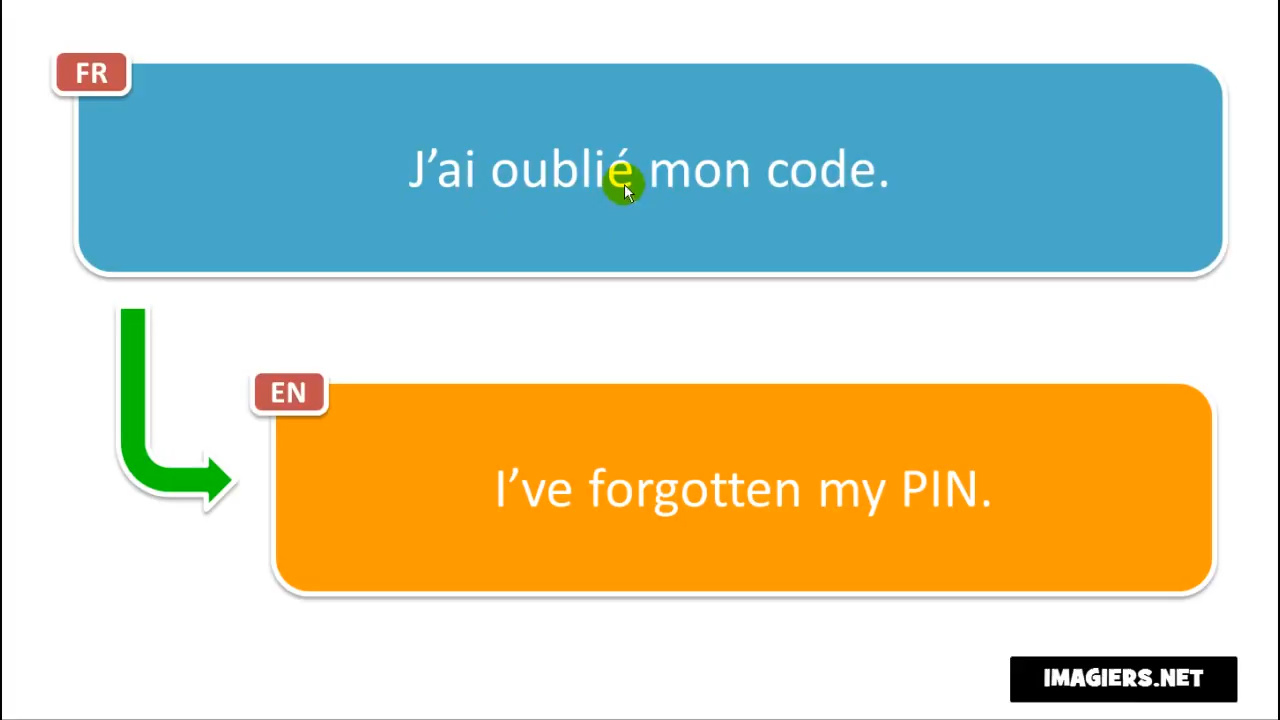 FR
J’ai oublié mon code.
EN
I’ve forgotten my PIN.
IMAGIERS.NET